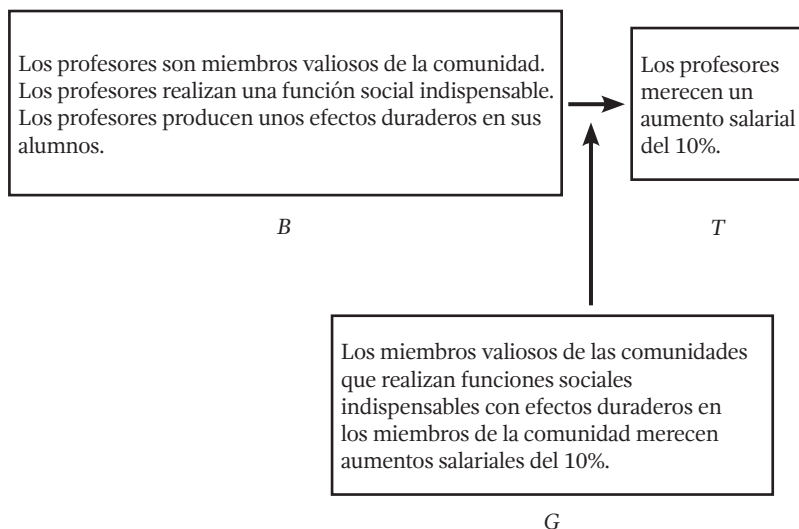 Los profesores son miembros valiosos de la comunidad.
Los profesores realizan una función social indispensable.
Los profesores producen unos efectos duraderos en sus
alumnos.
B
Los profesores
merecen un
aumento salarial
del 10%.
T
Los miembros valiosos de las comunidades
que realizan funciones sociales
indispensables con efectos duraderos en
los miembros de la comunidad merecen
aumentos salariales del 10%.
G